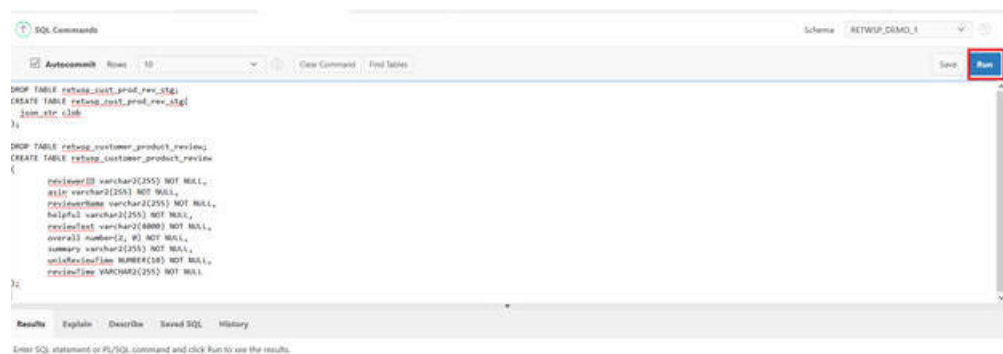 SQL Commands
Schema RETWSP_DEMO_1
Autocommit Rows 10 Clear Command Find Tables
Save Run
DROP TABLE retwsp_cust_prod_rev_stg;
CREATE TABLE retwsp_cust_prod_rev_stg(
json_str clob
);
DROP TABLE retwsp_customer_product_review;
CREATE TABLE retwsp_customer_product_review
(
reviewerID varchar2(255) NOT NULL,
asin varchar2(255) NOT NULL,
reviewerName varchar2(255) NOT NULL,
helpful varchar2(255) NOT NULL,
reviewText varchar2(4000) NOT NULL,
overall number(2, 0) NOT NULL,
summary varchar2(255) NOT NULL,
unixReviewTime NUMBER(10) NOT NULL,
reviewTime VARCHAR2(255) NOT NULL
);
Results Explain Describe Saved SQL History
Enter SQL statement or PL/SQL command and click Run to see the results.